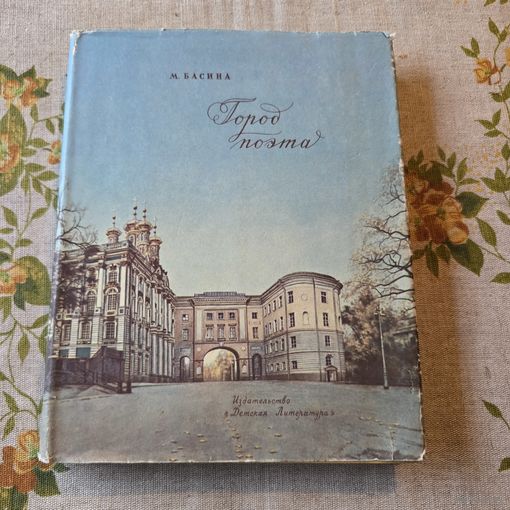 М. БАСИНА
Город
поэта
Издательство
«Детская Литература»